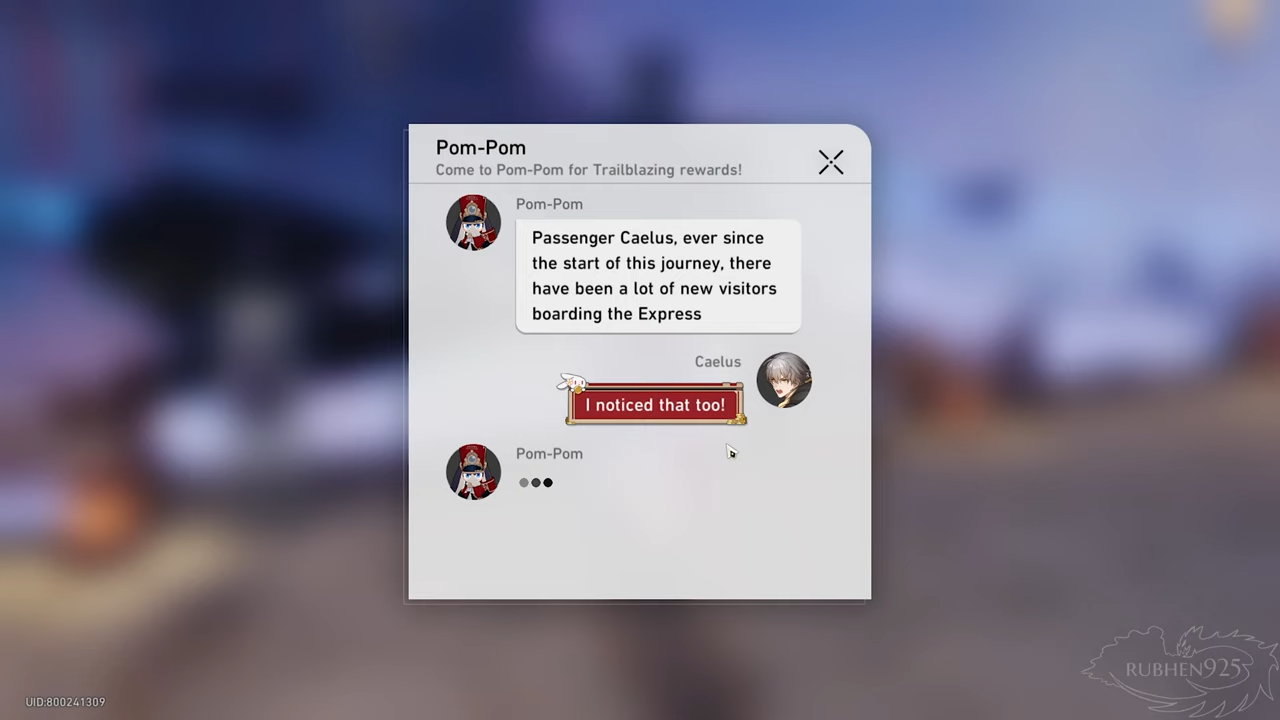 Pom-Pom
Come to Pom-Pom for Trailblazing rewards!
Pom-Pom
Passenger Caelus, ever since
the start of this journey, there
have been a lot of new visitors
boarding the Express
Caelus
I noticed that too!
Pom-Pom
RUBHEN925
UID:800241309